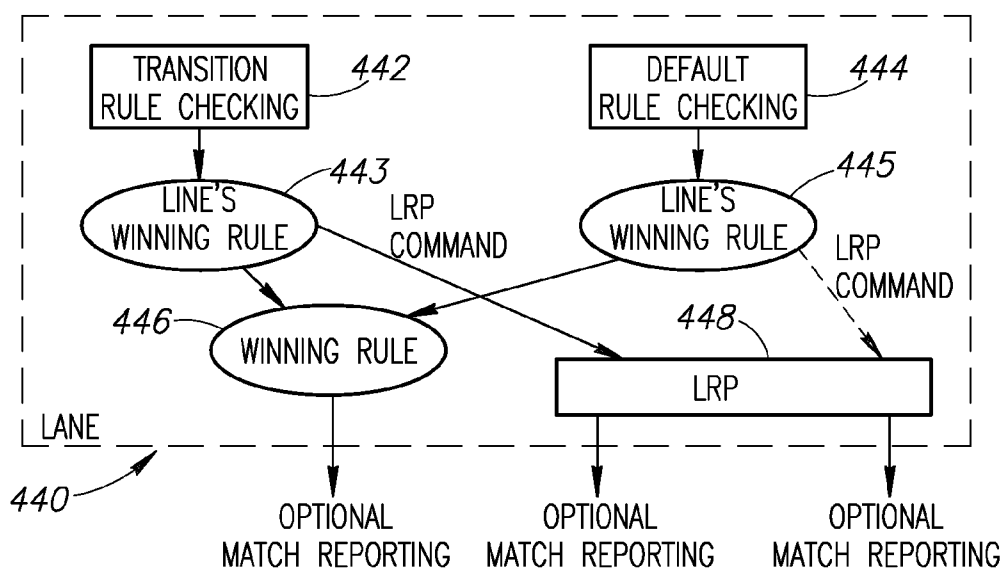 TRANSITION
RULE CHECKING
442
DEFAULT
RULE CHECKING
444
LINE'S
WINNING RULE
443
LRP
COMMAND
LINE'S
WINNING RULE
445
LRP
COMMAND
446
WINNING RULE
448
LRP
LANE
440
OPTIONAL
MATCH REPORTING
OPTIONAL
MATCH REPORTING
OPTIONAL
MATCH REPORTING